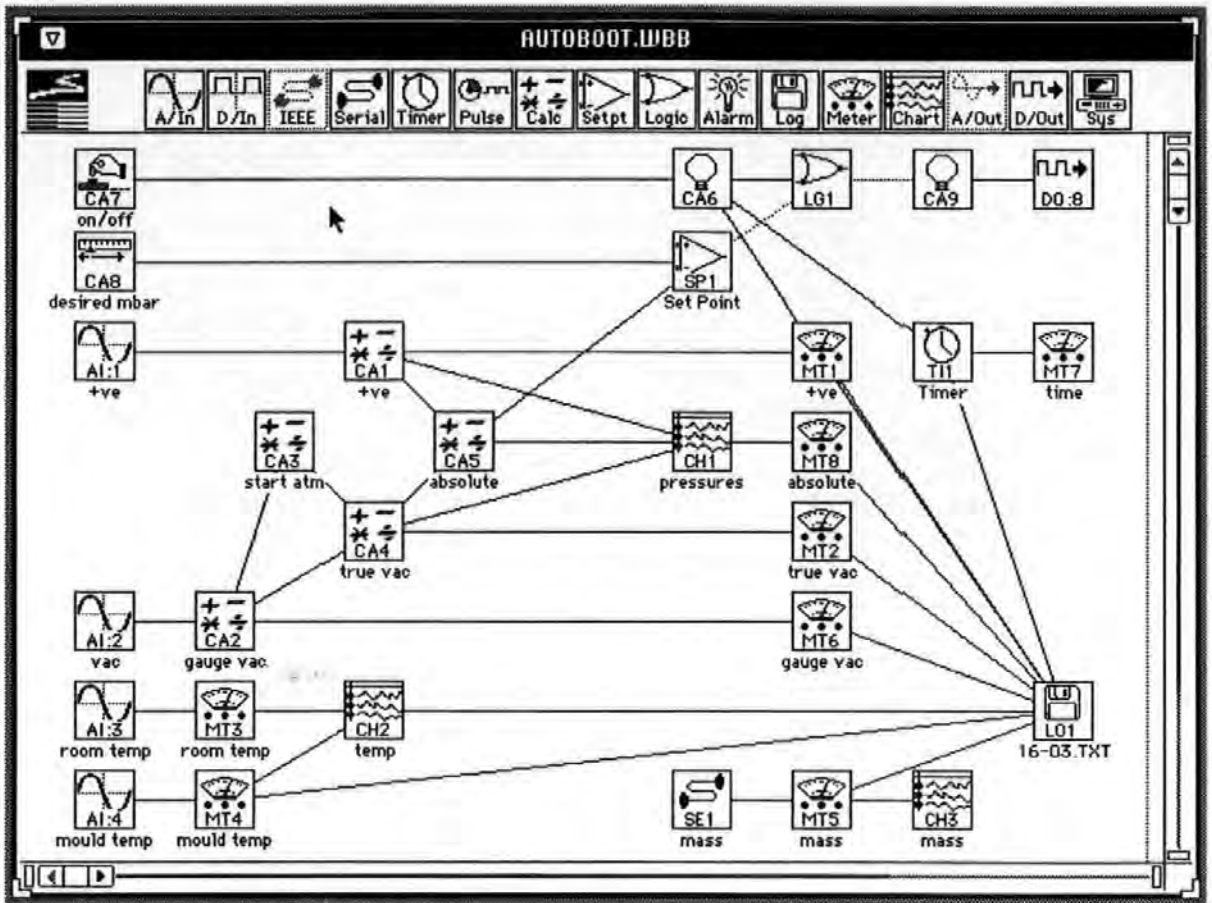 AUTOBOOT.WBB
A/In D/In IEEE Serial Timer Pulse Calc Setpt Logic Alarm Log Meter Chart A/Out D/Out Sys
CA7 CA6 LG1 CA9 DO:8
on/off
CA8 SP1
desired mbar Set Point
AI:1 CA1 MT1 TI1 MT7
+ve +ve +ve Timer time
CA3 CA5 CH1 MT8
start atm absolute pressures absolute
CA4 MT2
true vac true vac
AI:2 CA2 MT6
vac gauge vac. gauge vac
AI:3 MT3 CH2 LO1
room temp room temp temp 16-03.TXT
AI:4 MT4 SE1 MT5 CH3
mould temp mould temp mass mass mass